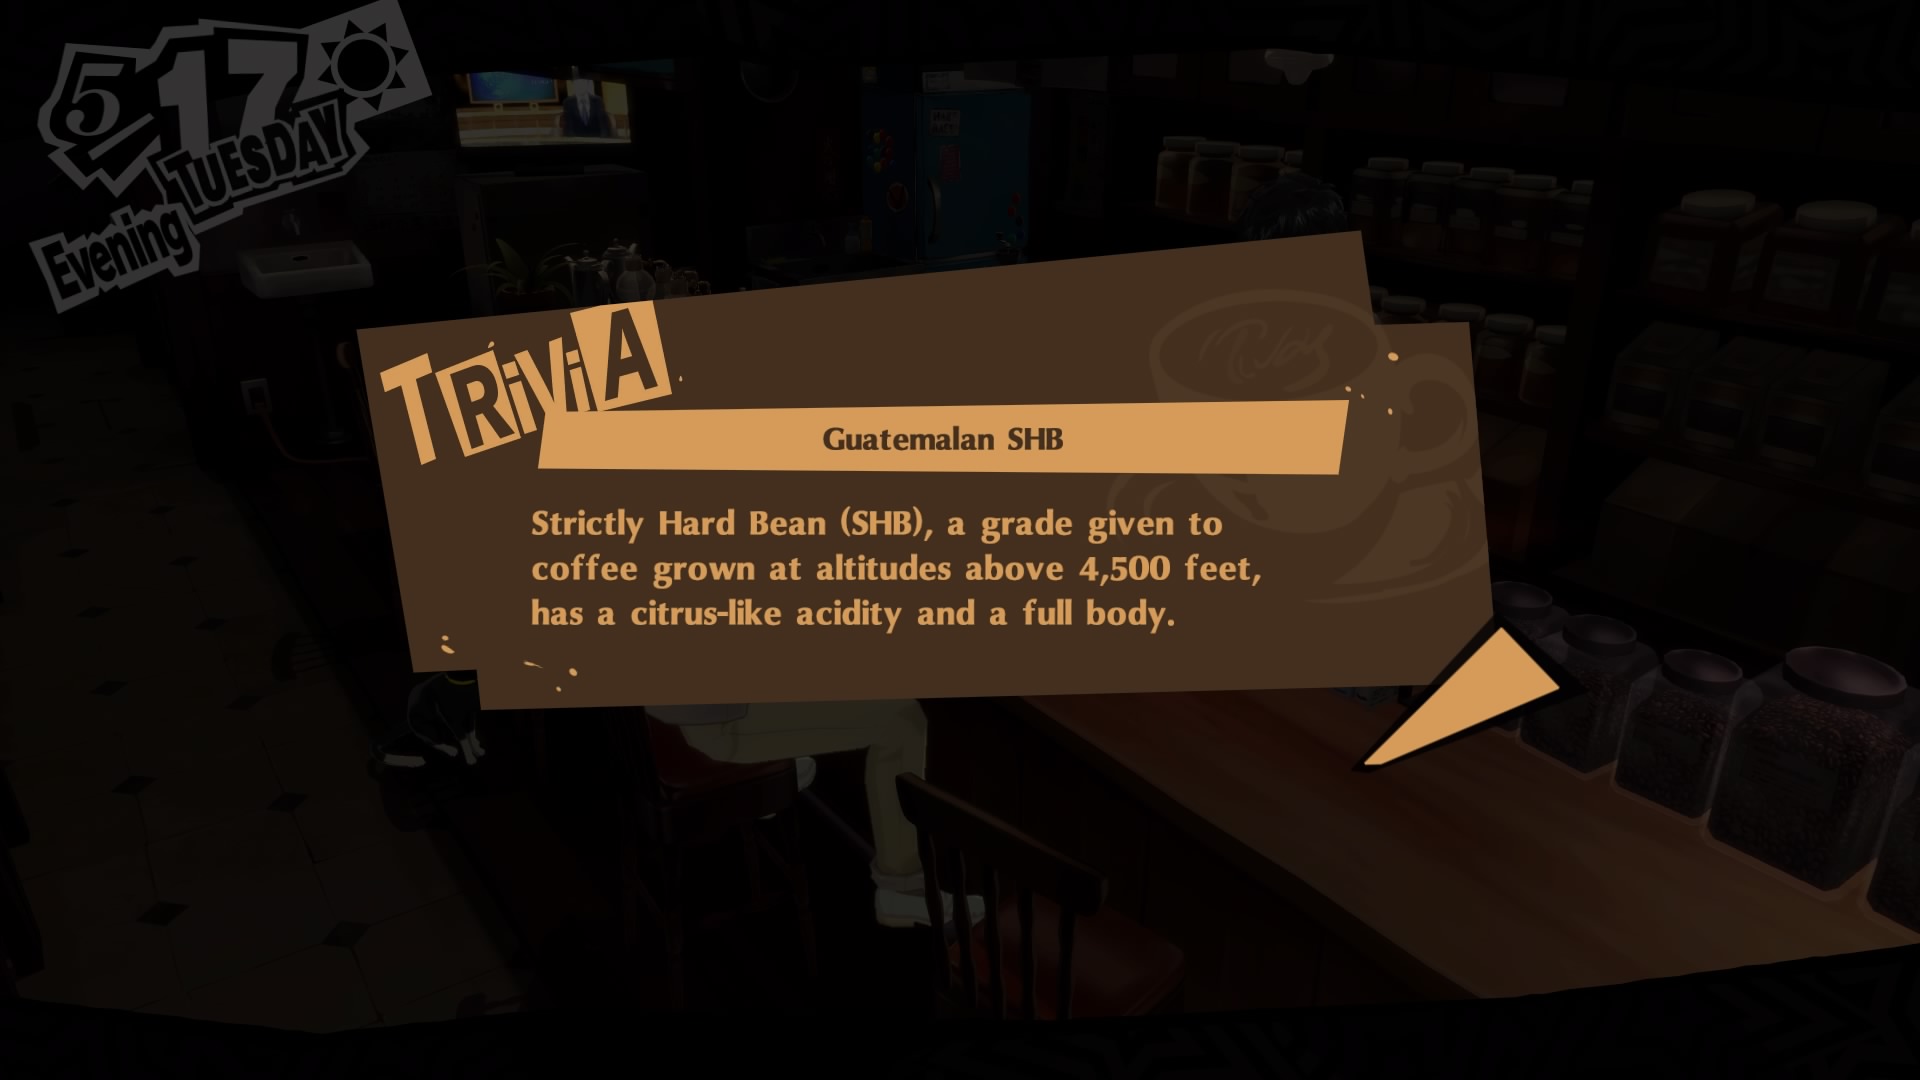 5/17
TUESDAY
Evening
TRiViA
Guatemalan SHB
Strictly Hard Bean (SHB), a grade given to
coffee grown at altitudes above 4,500 feet,
has a citrus-like acidity and a full body.